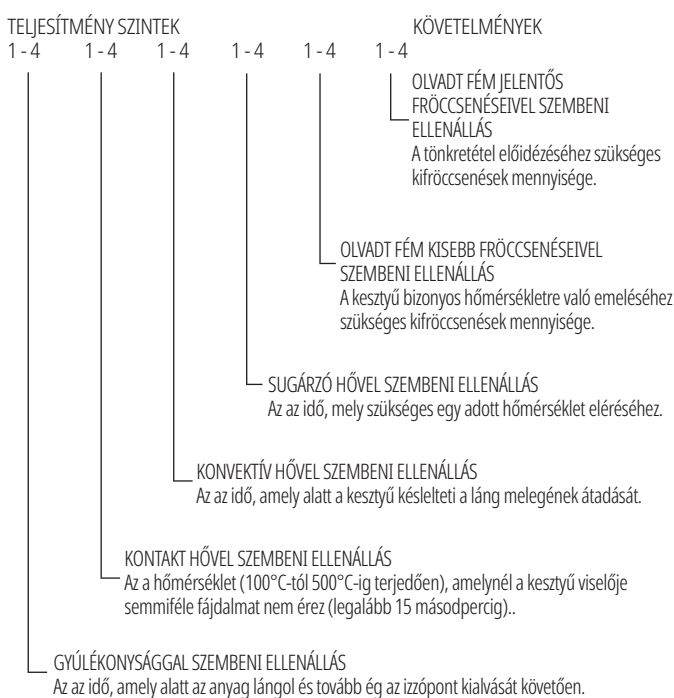 TELJESÍTMÉNY SZINTEK KÖVETELMÉNYEK
1 - 4 1 - 4 1 - 4 1 - 4 1 - 4 1 - 4
OLVADT FÉM JELENTŐS
FRÖCCSENÉSEIVEL SZEMBENI
ELLENÁLLÁS
A tönkretétel előidézéséhez szükséges
kifröccsenések mennyisége.
OLVADT FÉM KISEBB FRÖCCSENÉSEIVEL
SZEMBENI ELLENÁLLÁS
A kesztyű bizonyos hőmérsékletre való emeléséhez
szükséges kifröccsenések mennyisége.
SUGÁRZÓ HŐVEL SZEMBENI ELLENÁLLÁS
Az az idő, mely szükséges egy adott hőmérséklet eléréséhez.
KONVEKTÍV HŐVEL SZEMBENI ELLENÁLLÁS
Az az idő, amely alatt a kesztyű késlelteti a láng melegének átadását.
KONTAKT HŐVEL SZEMBENI ELLENÁLLÁS
Az a hőmérséklet (100°C-tól 500°C-ig terjedően), amelynél a kesztyű viselője
semmiféle fájdalmat nem érez (legalább 15 másodpercig)..
GYÚLÉKONYSÁGGAL SZEMBENI ELLENÁLLÁS
Az az idő, amely alatt az anyag lángol és tovább ég az izzópont kialvását követően.